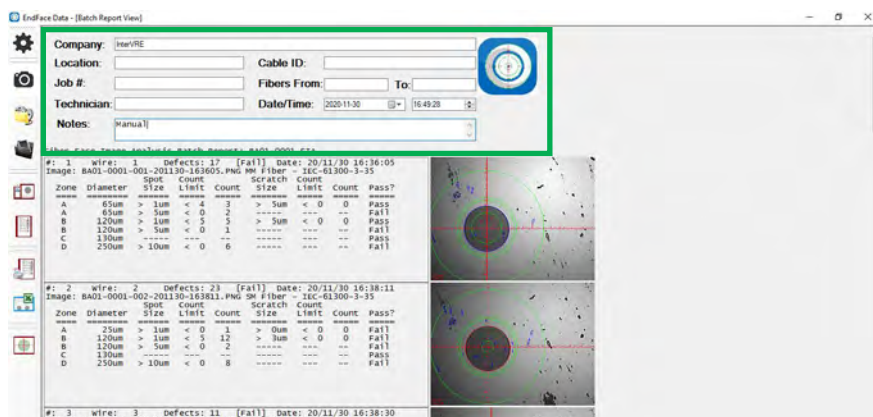 EndFace Data - [Batch Report View]
Company: InterVRE
Location: Cable ID:
Job #: Fibers From: To:
Technician: Date/Time: 2020-11-30 16:49:28
Notes: Manual
Fiber Face Image Analysis Batch Report: BA01-0001.SIA
#: 1 Wire: 1 Defects: 17 [Fail] Date: 20/11/30 16:36:05
Image: BA01-0001-001-201130-163605.PNG MM Fiber - IEC-61300-3-35
Spot Count Scratch Count
Zone Diameter Size Limit Count Size Limit Count Pass?
==== ======== ====== ===== ===== ======= ===== ===== =====
A 65um > 1um < 4 3 > 5um < 0 0 Pass
A 65um > 5um < 0 2 ----- --- -- Fail
B 120um > 1um < 5 5 > 5um < 0 0 Pass
B 120um > 5um < 0 1 ----- --- -- Fail
C 130um ----- --- -- ----- --- -- Pass
D 250um > 10um < 0 6 ----- --- -- Fail
#: 2 Wire: 2 Defects: 23 [Fail] Date: 20/11/30 16:38:11
Image: BA01-0001-002-201130-163811.PNG SM Fiber - IEC-61300-3-35
Spot Count Scratch Count
Zone Diameter Size Limit Count Size Limit Count Pass?
==== ======== ====== ===== ===== ======= ===== ===== =====
A 25um > 1um < 0 1 > 0um < 0 0 Fail
B 120um > 1um < 5 12 > 3um < 0 0 Fail
B 120um > 5um < 0 2 ----- --- -- Fail
C 130um ----- --- -- ----- --- -- Pass
D 250um > 10um < 0 8 ----- --- -- Fail
#: 3 Wire: 3 Defects: 11 [Fail] Date: 20/11/30 16:38:30